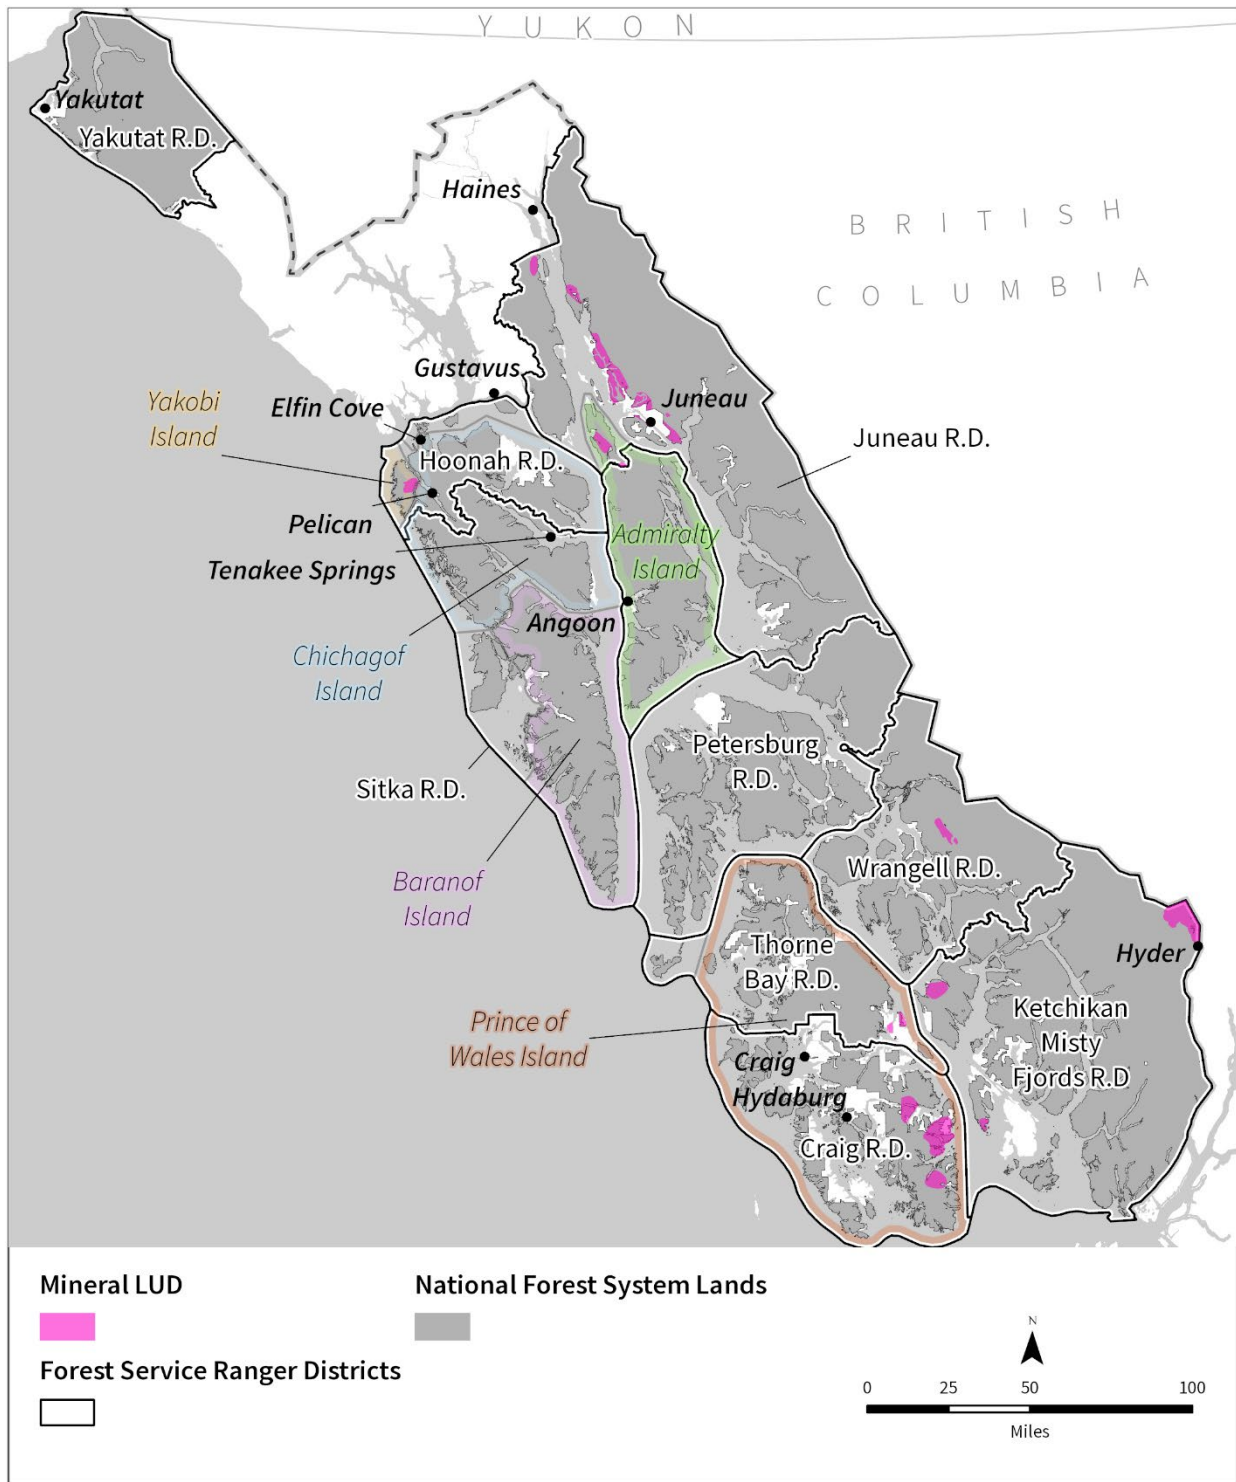 YUKON
Yakutat
Yakutat R.D.
Haines
BRITISH
COLUMBIA
Gustavus
Yakobi
Island
Elfin Cove
Juneau
Hoonah R.D.
Juneau R.D.
Pelican
Admiralty
Island
Tenakee Springs
Angoon
Chichagof
Island
Petersburg
R.D.
Sitka R.D.
Baranof
Island
Wrangell R.D.
Thorne
Bay R.D.
Hyder
Prince of
Wales Island
Ketchikan
Misty
Fjords R.D
Craig
Hydaburg
Craig R.D.
Mineral LUD
National Forest System Lands
Forest Service Ranger Districts
N
0 25 50 100
Miles